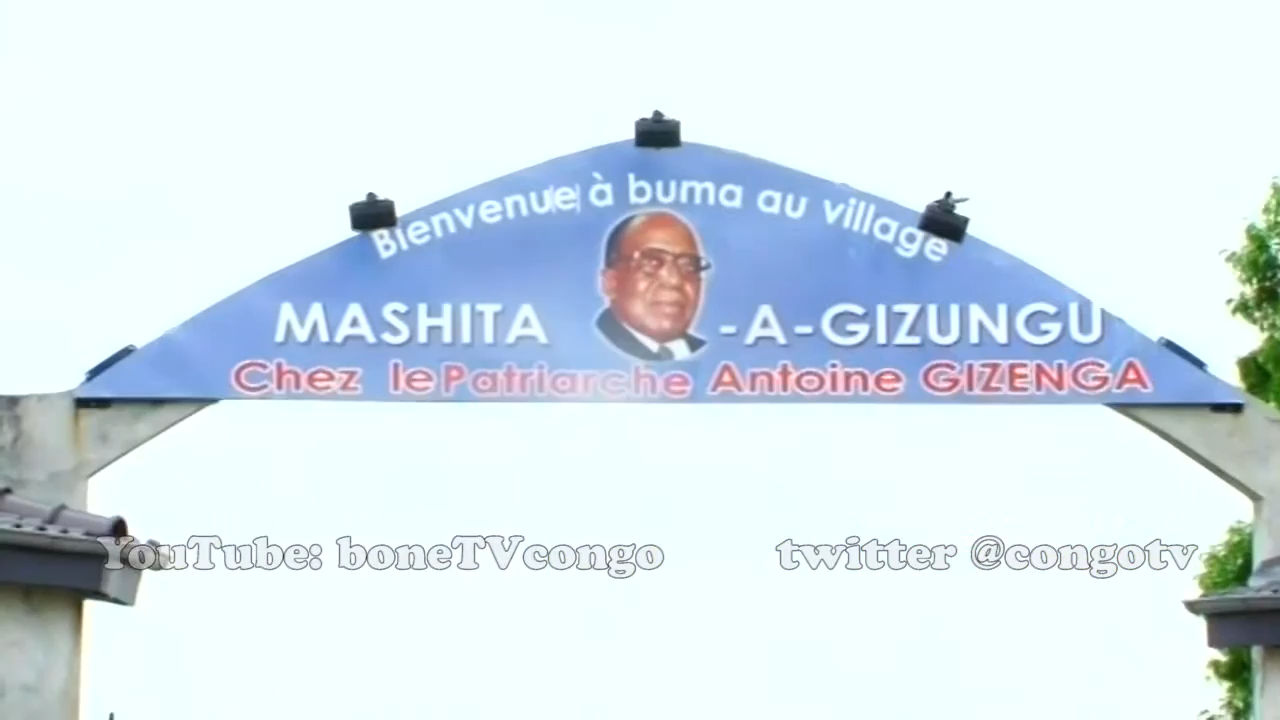 Bienvenue à buma au village
MASHITA -A-GIZUNGU
Chez le Patriarche Antoine GIZENGA
YouTube: boneTVcongo twitter @congotv